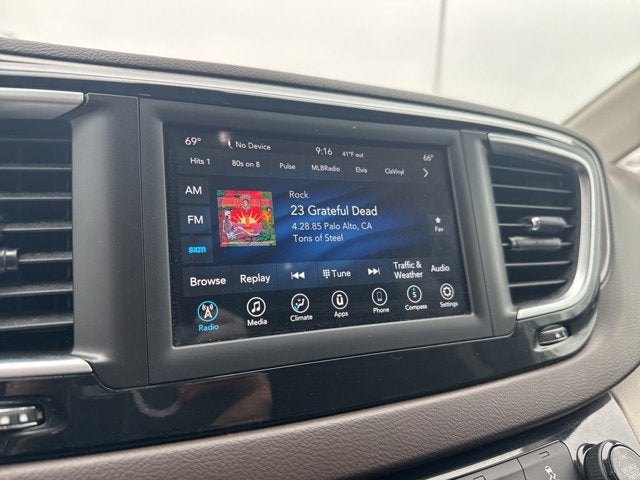 69° No Device 9:16 41°F out 66°
Hits 1 80s on 8 Pulse MLBRadio Elvis ClsVinyl
AM
FM
sxm
Rock
23 Grateful Dead
4.28.85 Palo Alto, CA
Tons of Steel
Fav
Browse Replay Tune Traffic & Weather Audio
Radio Media Climate Apps Phone Compass Settings